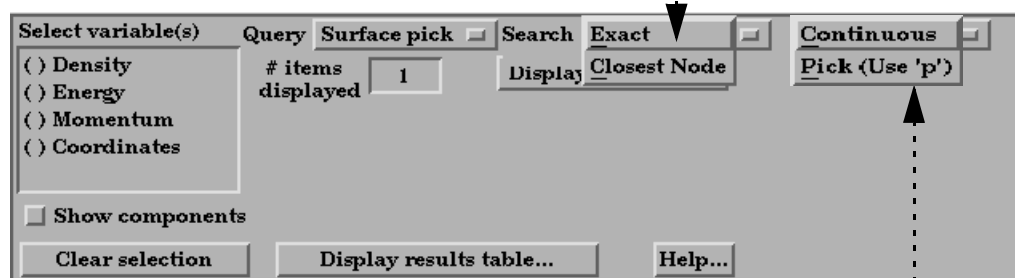 Select variable(s) Query Surface pick Search Exact Continuous
Closest Node Pick (Use 'p')
( ) Density # items displayed 1 Display
( ) Energy
( ) Momentum
( ) Coordinates
Show components
Clear selection Display results table... Help...